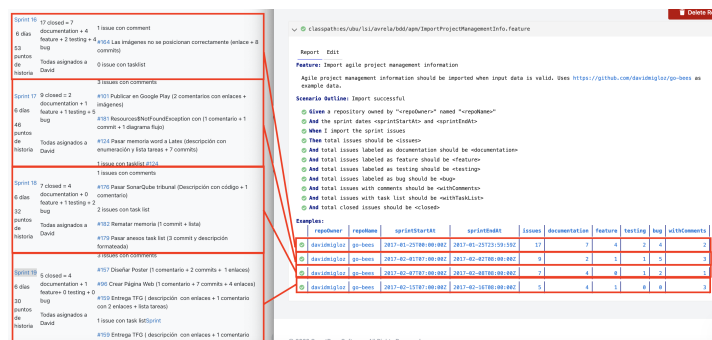 Sprint 16
6 días
53
puntos
de
historia
17 closed = 7
documentation + 4
feature + 2 testing + 4
bug
Todas asignados a
David
1 issue con comment
#164 Las imágenes no se posicionan correctamente (enlace + 8
commits)
0 issue con tasklist
Sprint 17
6 días
46
puntos
de
historia
9 closed = 2
documentation + 1
feature + 1 testing + 5
bug
Todas asignados a
David
3 issues con comments
#101 Publicar en Google Play (2 comentarios con enlaces +
imágenes)
#181 Resources$NotFoundException con (1 comentario + 1
commit + 1 diagrama flujo)
#124 Pasar memoria word a Latex (descripción con
enumeración y lista tareas + 7 commits)
1 issue con tasklist #124
Sprint 18
6 días
32
puntos
de
historia
7 closed = 4
documentation + 0
feature + 1 testing + 2
bug
Todas asignados a
David
1 issues con comments
#176 Pasar SonarQube tribunal (Descripción con código + 1
comentario)
2 issues con task list
#182 Rematar memoria (1 commit + lista)
#179 Pasar anexos task list (3 commit y descripción
formateada)
Sprint 19
6 días
30
puntos
de
historia
5 closed = 4
documentation + 1
feature+ 0 testing + 0
bug
Todas asignados a
David
3 issues con comments
#157 Diseñar Poster (1 comentario + 2 commits + 1 enlaces)
#96 Crear Página Web (1 comentario + 7 commits + 4 enlaces)
#159 Entrega TFG ( descripción con enlaces + 1 comentario
con 2 enlaces + lista tareas)
1 issue con task listSprint
#159 Entrega TFG ( descripción con enlaces + 1 comentario
Delete Re
classpath:es/ubu/lsi/avrela/bdd/apm/ImportProjectManagementInfo.feature
Report Edit
Feature: Import agile project management information
Agile project management information should be imported when input data is valid. Uses https://github.com/davidmigloz/go-bees as
example data.
Scenario Outline: Import successful
Given a repository owned by "<repoOwner>" named "<repoName>"
And the sprint dates <sprintStartAt> and <sprintEndAt>
When I import the sprint issues
Then total issues should be <issues>
And total issues labeled as documentation should be <documentation>
And total issues labeled as feature should be <feature>
And total issues labeled as testing should be <testing>
And total issues labeled as bug should be <bug>
And total issues with comments should be <withComments>
And total issues with task list should be <withTaskList>
And total closed issues should be <closed>
Examples:
repoOwner repoName sprintStartAt sprintEndAt issues documentation feature testing bug withComments
davidmigloz go-bees 2017-01-25T00:00:00Z 2017-01-25T23:59:59Z 17 7 4 2 4 2
davidmigloz go-bees 2017-02-01T07:00:00Z 2017-02-08T08:00:00Z 9 2 1 1 5 3
davidmigloz go-bees 2017-02-07T07:00:00Z 2017-02-08T08:00:00Z 7 4 0 1 2 1
davidmigloz go-bees 2017-02-15T07:00:00Z 2017-02-16T08:00:00Z 5 4 1 0 0 3